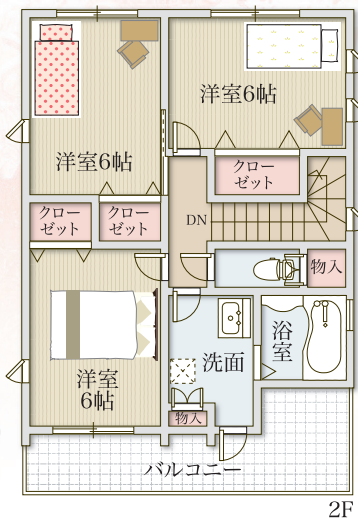 洋室6帖
洋室6帖
クロー
ゼット
クロー
ゼット
クロー
ゼット
DN
物入
洋室
6帖
洗面
浴
室
物入
バルコニー
2F